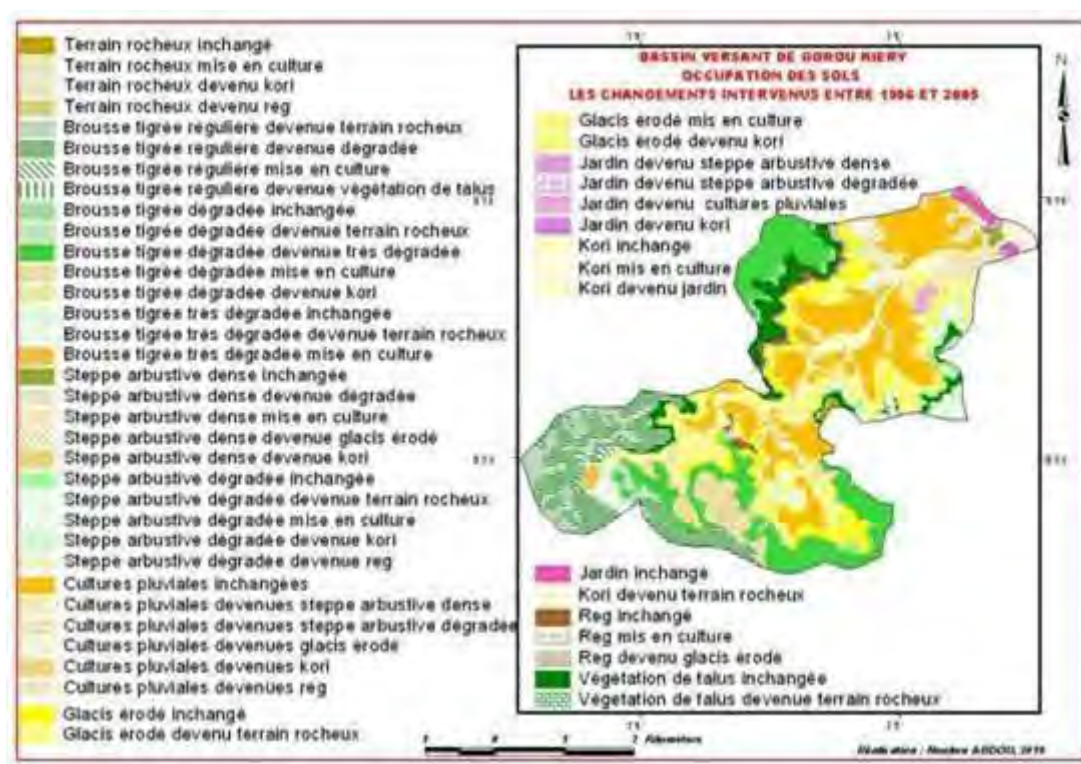 Terrain rocheux inchangé
Terrain rocheux mise en culture
Terrain rocheux devenu kori
Terrain rocheux devenu reg
Brousse tigrée régulière devenue terrain rocheux
Brousse tigrée régulière devenue dégradée
Brousse tigrée régulière mise en culture
Brousse tigrée régulière devenue végétation de talus
Brousse tigrée dégradée inchangée
Brousse tigrée dégradée devenue terrain rocheux
Brousse tigrée dégradée devenue très dégradée
Brousse tigrée dégradée mise en culture
Brousse tigrée dégradée devenue kori
Brousse tigrée très dégradée inchangée
Brousse tigrée très dégradée devenue terrain rocheux
Brousse tigrée très dégradée mise en culture
Steppe arbustive dense inchangée
Steppe arbustive dense devenue dégradée
Steppe arbustive dense mise en culture
Steppe arbustive dense devenue glacis érodé
Steppe arbustive dense devenue kori
Steppe arbustive dégradée inchangée
Steppe arbustive dégradée devenue terrain rocheux
Steppe arbustive dégradée mise en culture
Steppe arbustive dégradée devenue kori
Steppe arbustive dégradée devenue reg
Cultures pluviales inchangées
Cultures pluviales devenues steppe arbustive dense
Cultures pluviales devenues steppe arbustive dégradée
Cultures pluviales devenues glacis érodé
Cultures pluviales devenues kori
Cultures pluviales devenues reg
Glacis érodé inchangé
Glacis érodé devenu terrain rocheux
BASSIN VERSANT DE GOROU KIERY
OCCUPATION DES SOLS
LES CHANGEMENTS INTERVENUS ENTRE ET
Glacis érodé mis en culture
Glacis érodé devenu kori
Jardin devenu steppe arbustive dense
Jardin devenu steppe arbustive dégradée
Jardin devenu cultures pluviales
Jardin devenu kori
Kori inchangé
Kori mis en culture
Kori devenu jardin
N
Jardin inchangé
Kori devenu terrain rocheux
Reg inchangé
Reg mis en culture
Reg devenu glacis érodé
Végétation de talus inchangée
Végétation de talus devenue terrain rocheux